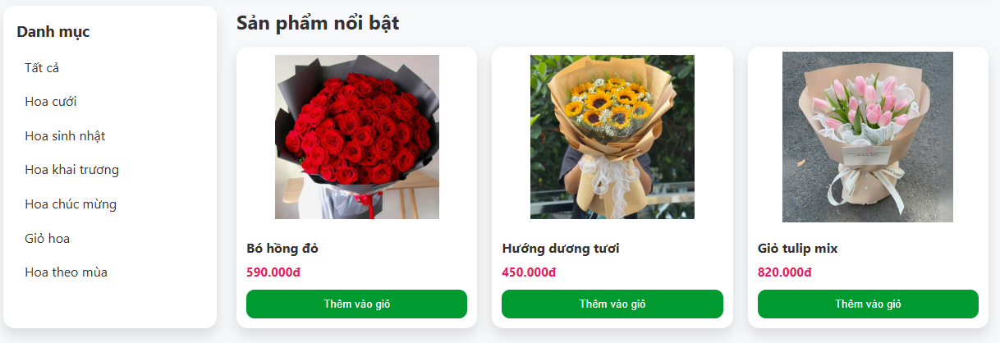 Danh mục
Tất cả
Hoa cưới
Hoa sinh nhật
Hoa khai trương
Hoa chúc mừng
Giỏ hoa
Hoa theo mùa
Sản phẩm nổi bật
Bó hồng đỏ
590.000đ
Thêm vào giỏ
Hướng dương tươi
450.000đ
Thêm vào giỏ
Giỏ tulip mix
820.000đ
Thêm vào giỏ